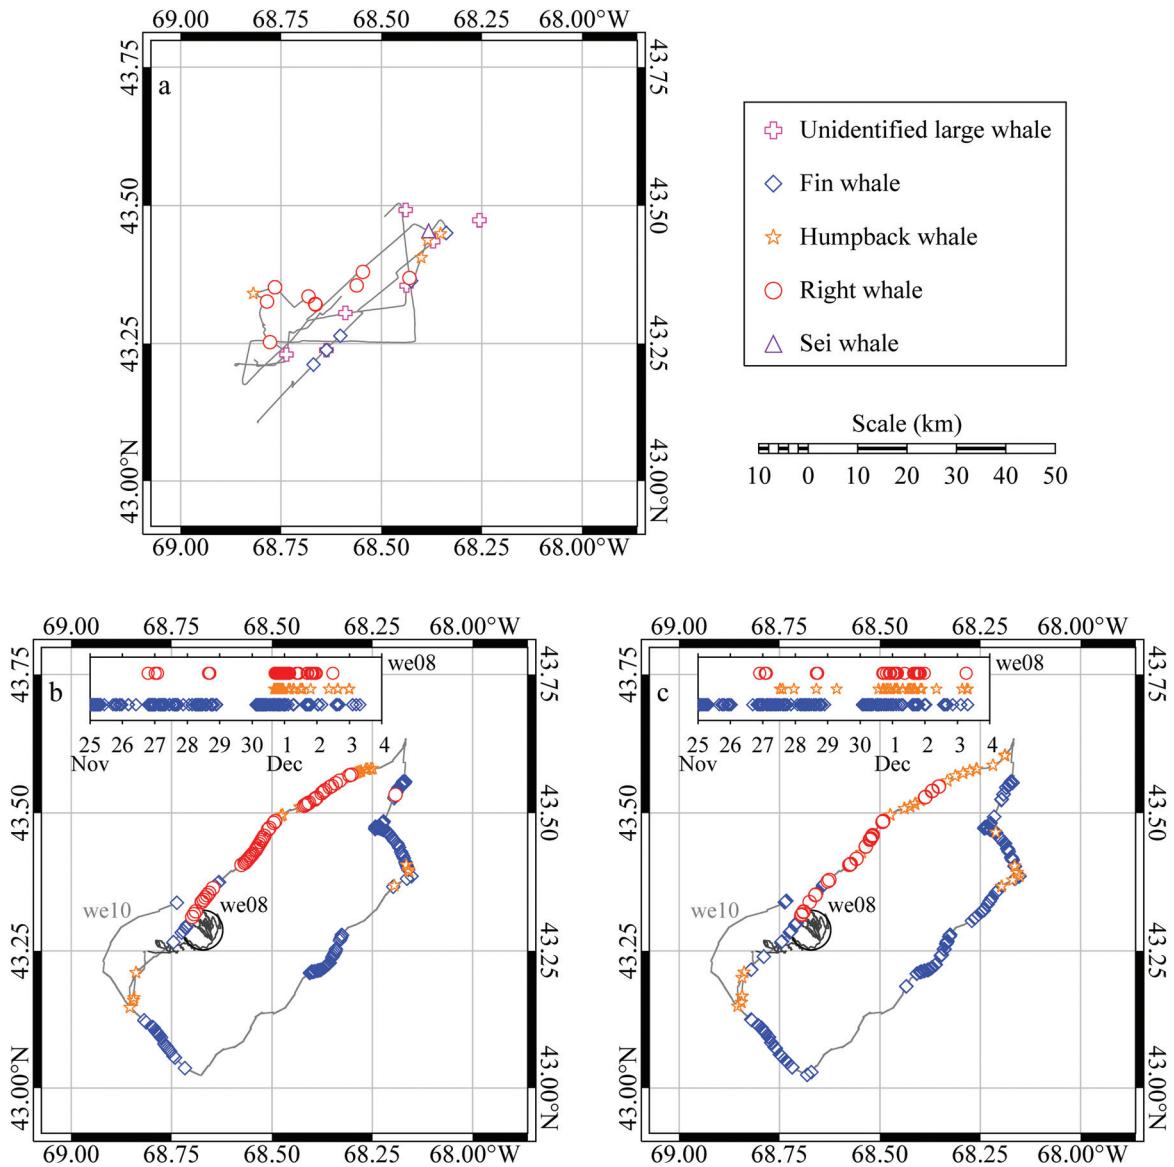 69.00 68.75 68.50 68.25 68.00°W
43.75 43.50 43.25 43.00°N
a
43.75 43.50 43.25 43.00°N
69.00 68.75 68.50 68.25 68.00°W
Unidentified large whale
Fin whale
Humpback whale
Right whale
Sei whale
Scale (km)
10 0 10 20 30 40 50
69.00 68.75 68.50 68.25 68.00°W
43.75 43.50 43.25 43.00°N
b
we08
25 26 27 28 29 30 1 2 3 4
Nov Dec
we10
we08
43.75 43.50 43.25 43.00°N
69.00 68.75 68.50 68.25 68.00°W
69.00 68.75 68.50 68.25 68.00°W
43.75 43.50 43.25 43.00°N
c
we08
25 26 27 28 29 30 1 2 3 4
Nov Dec
we10
we08
43.75 43.50 43.25 43.00°N
69.00 68.75 68.50 68.25 68.00°W